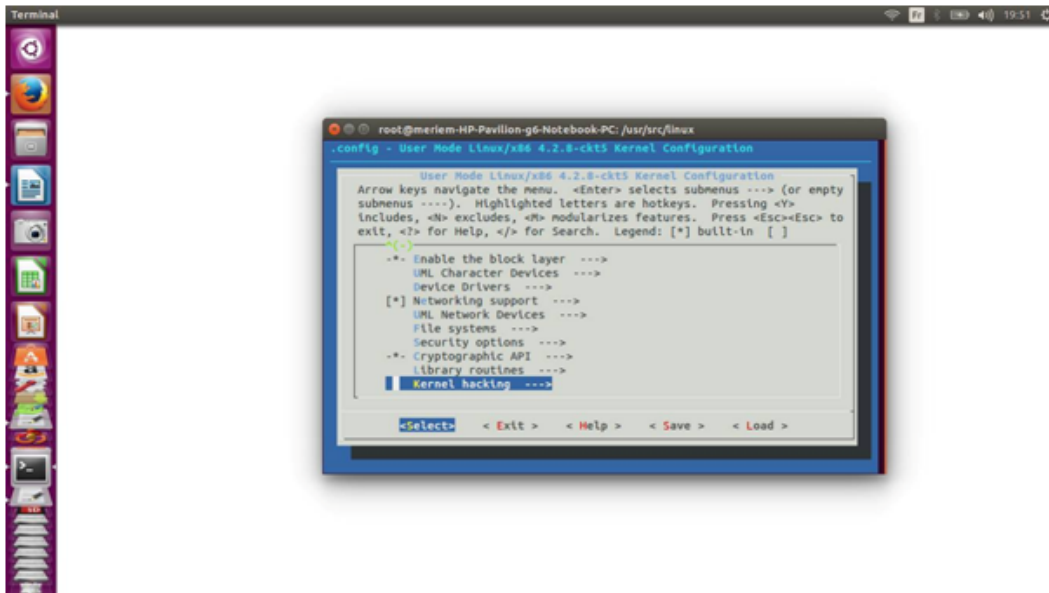 Terminal
Fr
19:51
root@meriem-HP-Pavilion-g6-Notebook-PC: /usr/src/linux
.config - User Mode Linux/x86 4.2.8-ckt5 Kernel Configuration
User Mode Linux/x86 4.2.8-ckt5 Kernel Configuration
Arrow keys navigate the menu. <Enter> selects submenus ---> (or empty
submenus ----). Highlighted letters are hotkeys. Pressing <Y>
includes, <N> excludes, <M> modularizes features. Press <Esc><Esc> to
exit, <?> for Help, </> for Search. Legend: [*] built-in [ ]
^(-)
-*- Enable the block layer --->
UML Character Devices --->
Device Drivers --->
[*] Networking support --->
UML Network Devices --->
File systems --->
Security options --->
-*- Cryptographic API --->
Library routines --->
Kernel hacking --->
<Select> < Exit > < Help > < Save > < Load >